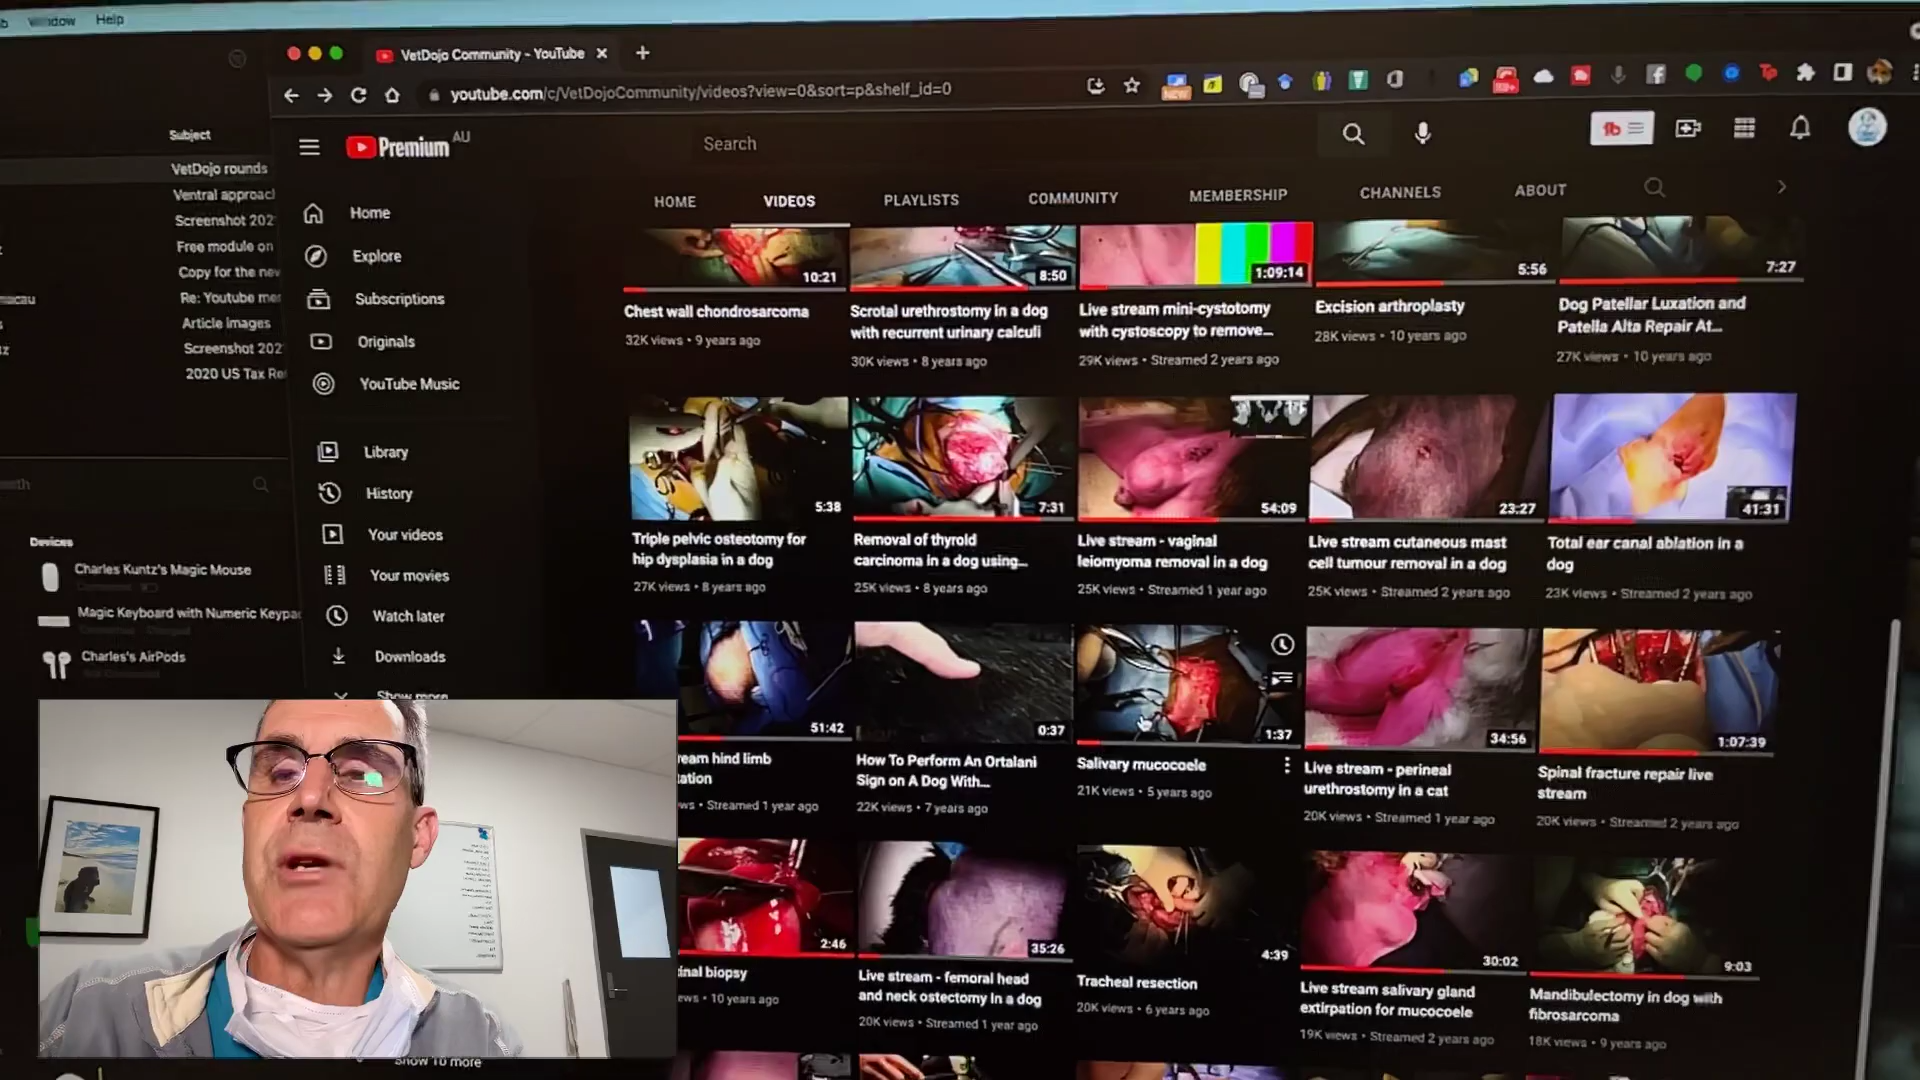 Window Help
VetDojo Community - YouTube
youtube.com/c/VetDojoCommunity/videos?view=0&sort=p&shelf_id=0
NEW
Subject
VetDojo rounds
Ventral approac
Screenshot 202
Free module on
Copy for the nev
Re: Youtube mer
Article images
Screenshot 202
2020 US Tax Re
Devices
Charles Kuntz's Magic Mouse
Magic Keyboard with Numeric Keypa
Charles's AirPods
Premium AU
Search
Home
Explore
Subscriptions
Originals
YouTube Music
Library
History
Your videos
Your movies
Watch later
Downloads
Show more
HOME VIDEOS PLAYLISTS COMMUNITY MEMBERSHIP CHANNELS ABOUT
10:21 8:50 1:09:14 5:56 7:27
Chest wall chondrosarcoma
32K views • 9 years ago
Scrotal urethrostomy in a dog
with recurrent urinary calculi
30K views • 8 years ago
Live stream mini-cystotomy
with cystoscopy to remove...
29K views • Streamed 2 years ago
Excision arthroplasty
28K views • 10 years ago
Dog Patellar Luxation and
Patella Alta Repair At...
27K views • 10 years ago
5:38 7:31 54:09 23:27 41:31
Triple pelvic osteotomy for
hip dysplasia in a dog
27K views • 8 years ago
Removal of thyroid
carcinoma in a dog using...
25K views • 8 years ago
Live stream - vaginal
leiomyoma removal in a dog
25K views • Streamed 1 year ago
Live stream cutaneous mast
cell tumour removal in a dog
25K views • Streamed 2 years ago
Total ear canal ablation in a
dog
23K views • Streamed 2 years ago
51:42 0:37 1:37 34:56 1:07:39
ream hind limb
tation
ws • Streamed 1 year ago
How To Perform An Ortalani
Sign on A Dog With...
22K views • 7 years ago
Salivary mucocoele
21K views • 5 years ago
Live stream - perineal
urethrostomy in a cat
20K views • Streamed 1 year ago
Spinal fracture repair live
stream
20K views • Streamed 2 years ago
2:46 35:26 4:39 30:02 9:03
inal biopsy
ews • 10 years ago
Live stream - femoral head
and neck ostectomy in a dog
20K views • Streamed 1 year ago
Tracheal resection
20K views • 6 years ago
Live stream salivary gland
extirpation for mucocoele
19K views • Streamed 2 years ago
Mandibulectomy in dog with
fibrosarcoma
18K views • 9 years ago
Show 10 more